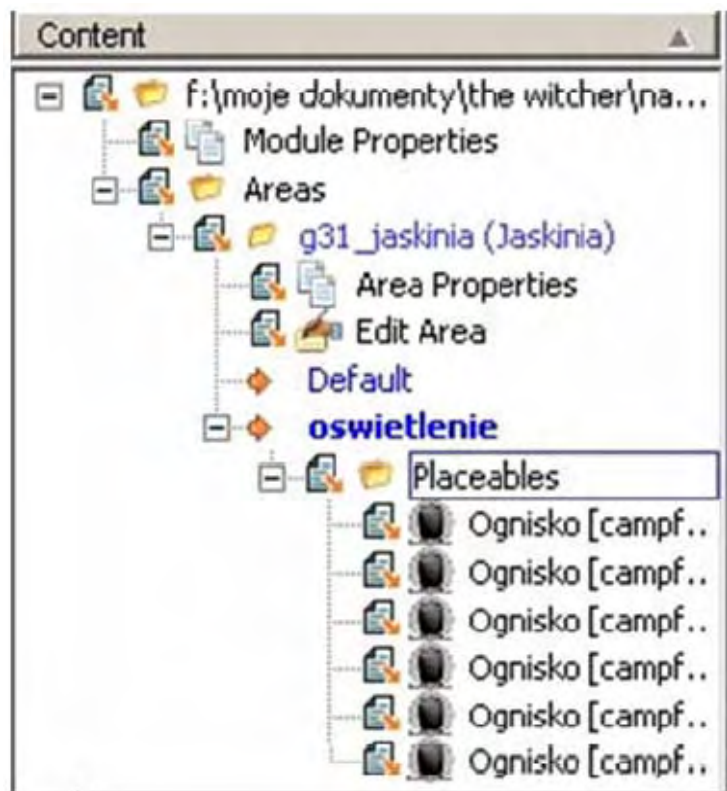 Content
f:\moje dokumenty\the witcher\na...
Module Properties
Areas
g31_jaskinia (Jaskinia)
Area Properties
Edit Area
Default
oswietlenie
Placeables
Ognisko [campf..
Ognisko [campf..
Ognisko [campf..
Ognisko [campf..
Ognisko [campf..
Ognisko [campf..